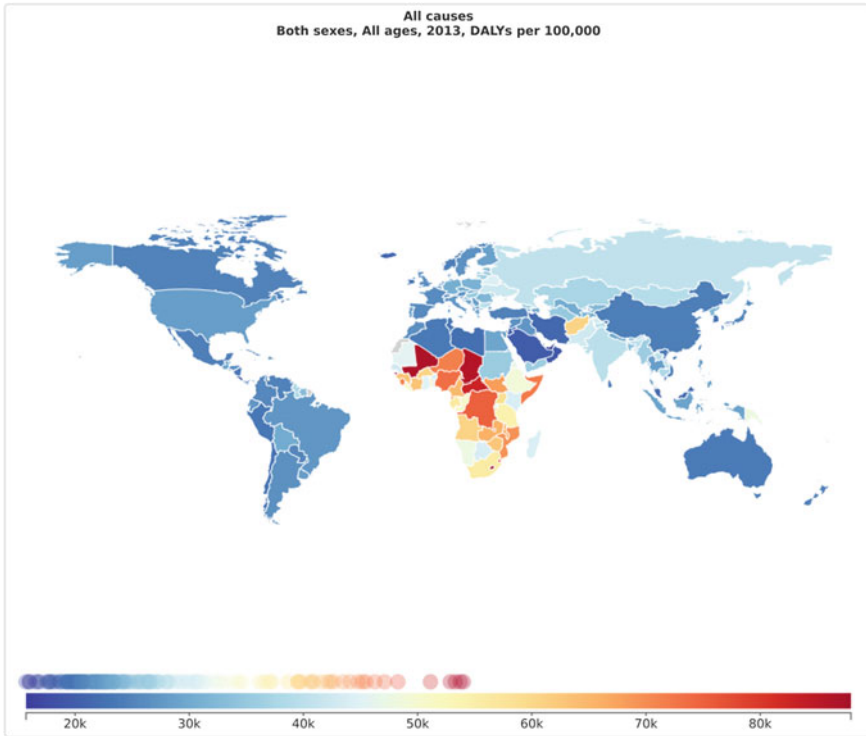 All causes
Both sexes, All ages, 2013, DALYs per 100,000
20k 30k 40k 50k 60k 70k 80k